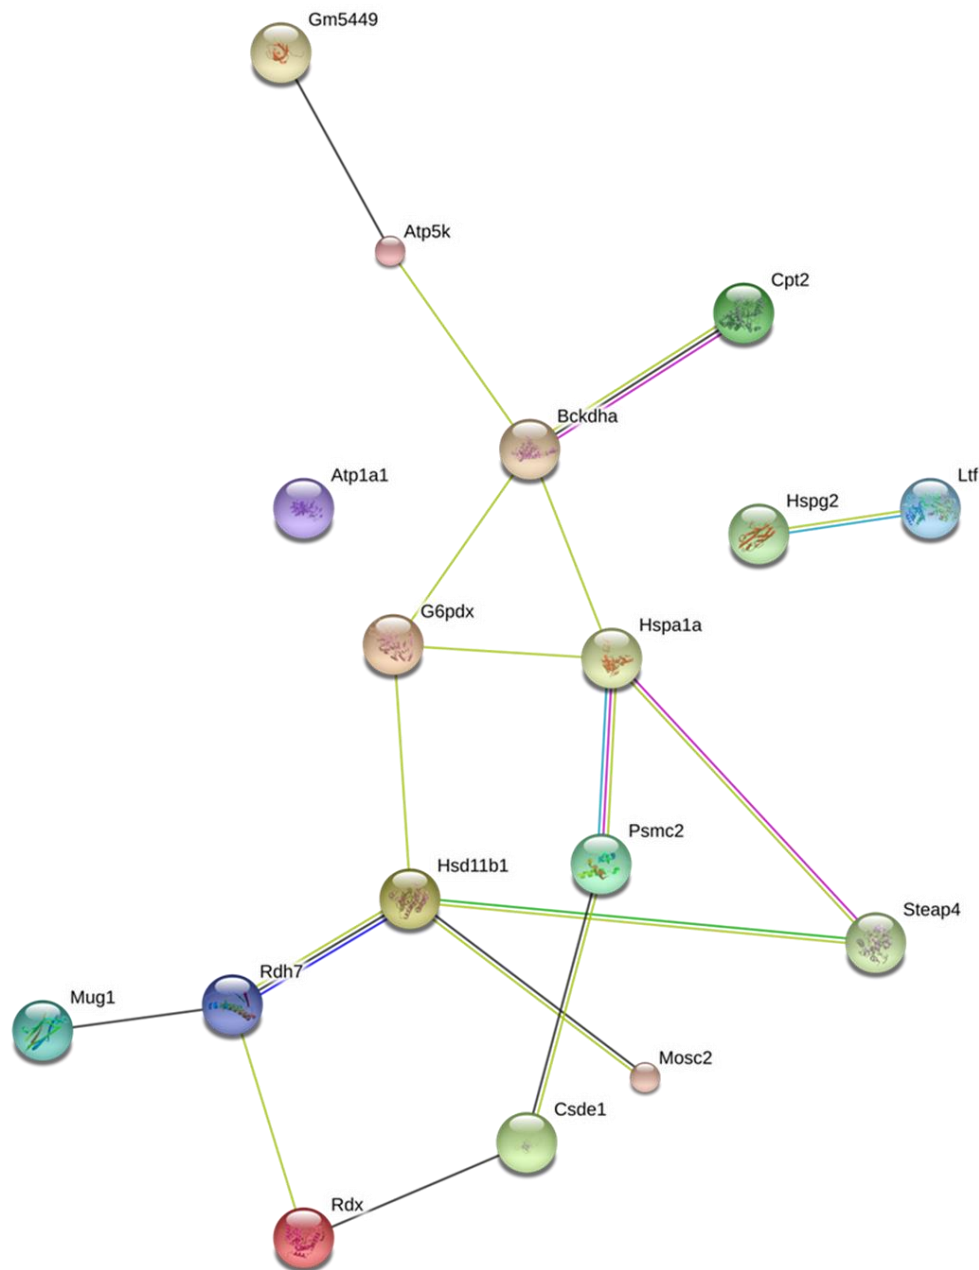 Gm5449
Atp5k
Cpt2
Bckdha
Atp1a1
Ltf
Hspg2
G6pdx
Hspa1a
Psmc2
Hsd11b1
Steap4
Rdh7
Mug1
Mosc2
Csde1
Rdx